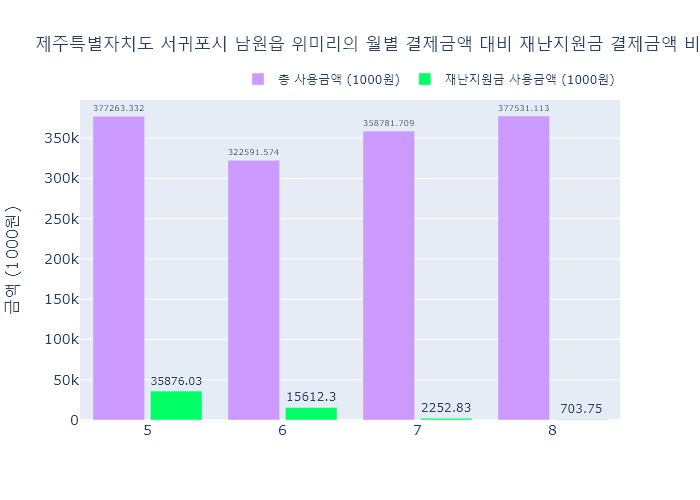 제주특별자치도 서귀포시 남원읍 위미리의 월별 결제금액 대비 재난지원금 결제금액 비
총 사용금액 (1000원)
재난지원금 사용금액 (1000원)
금액 (1000원)
350k
300k
250k
200k
150k
100k
50k
0
377263.332
322591.574
358781.709
377531.113
35876.03
15612.3
2252.83
703.75
5
6
7
8